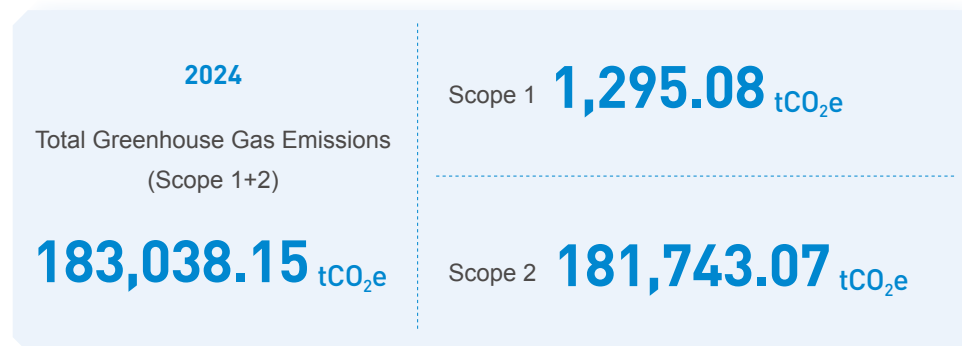 2024
Total Greenhouse Gas Emissions
(Scope 1+2)
183,038.15 tCO₂e
Scope 1 1,295.08 tCO₂e
Scope 2 181,743.07 tCO₂e